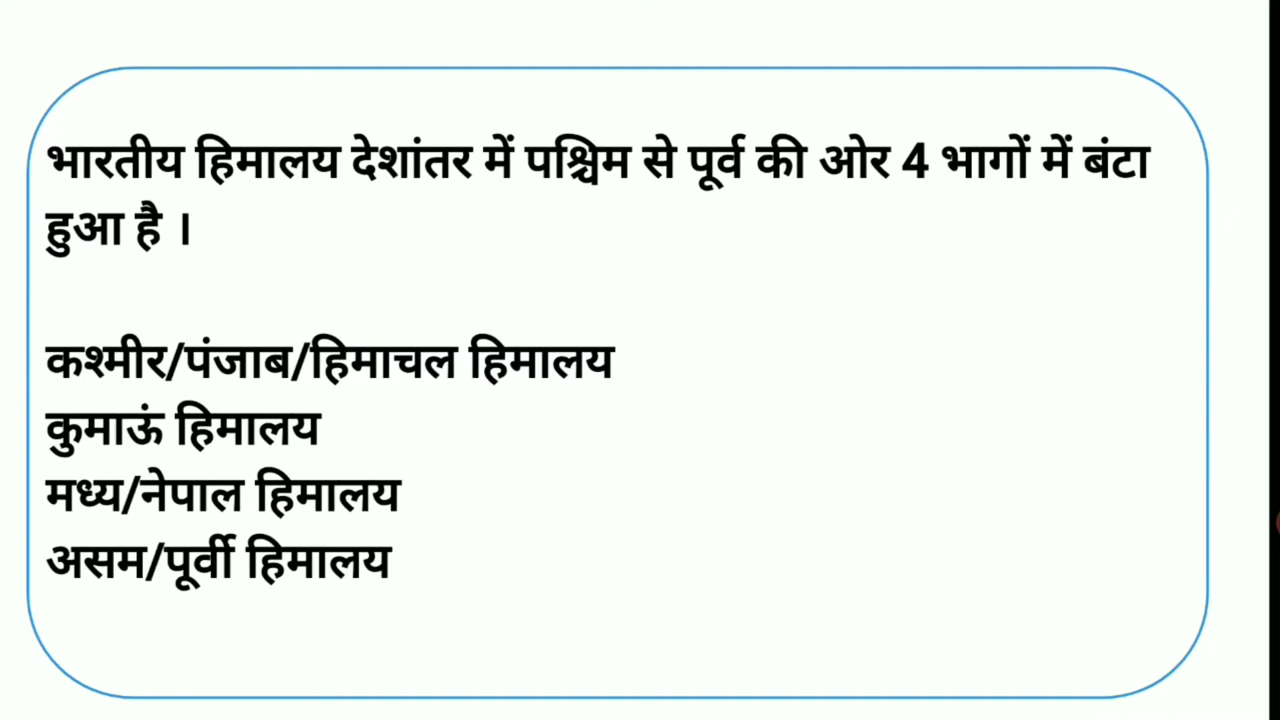 भारतीय हिमालय देशांतर में पश्चिम से पूर्व की ओर 4 भागों में बंटा
हुआ है ।
कश्मीर/पंजाब/हिमाचल हिमालय
कुमाऊं हिमालय
मध्य/नेपाल हिमालय
असम/पूर्वी हिमालय